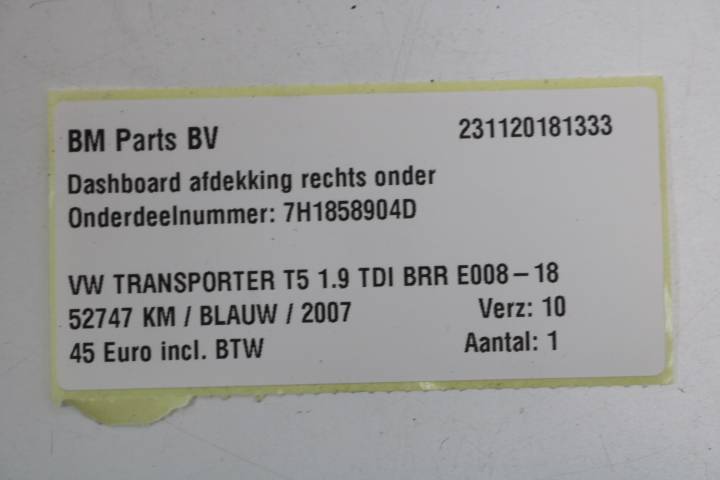 BM Parts BV 231120181333
Dashboard afdekking rechts onder
Onderdeelnummer: 7H1858904D
VW TRANSPORTER T5 1.9 TDI BRR E008-18
52747 KM / BLAUW / 2007 Verz: 10
45 Euro incl. BTW Aantal: 1